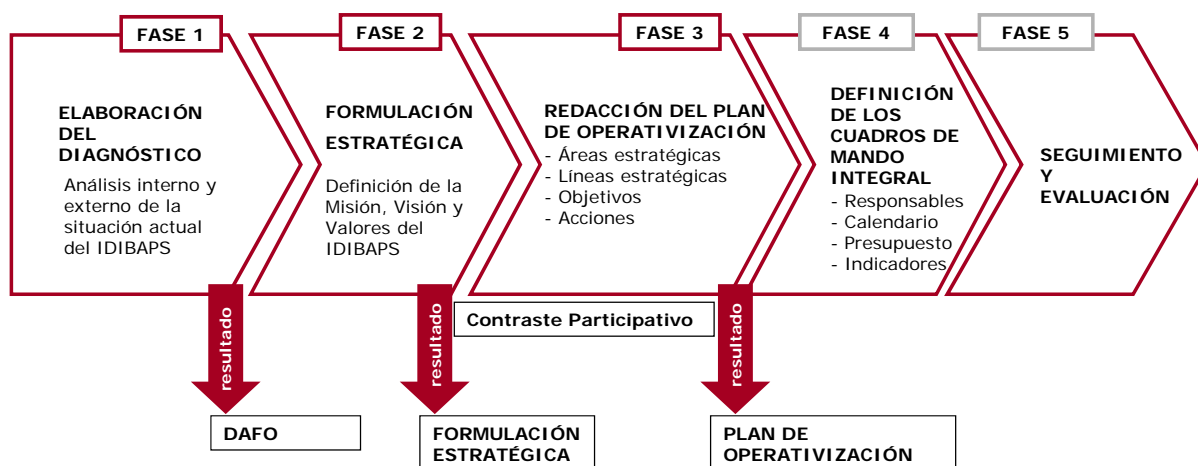 FASE 1
ELABORACIÓN
DEL
DIAGNÓSTICO
Análisis interno y
externo de la
situación actual
del IDIBAPS
FASE 2
FORMULACIÓN
ESTRATÉGICA
Definición de la
Misión, Visión y
Valores del
IDIBAPS
FASE 3
REDACCIÓN DEL PLAN
DE OPERATIVIZACIÓN
- Áreas estratégicas
- Líneas estratégicas
- Objetivos
- Acciones
FASE 4
DEFINICIÓN
DE LOS
CUADROS DE
MANDO
INTEGRAL
- Responsables
- Calendario
- Presupuesto
- Indicadores
FASE 5
SEGUIMIENTO
Y
EVALUACIÓN
resultado
resultado
Contraste Participativo
resultado
DAFO
FORMULACIÓN
ESTRATÉGICA
PLAN DE
OPERATIVIZACIÓN